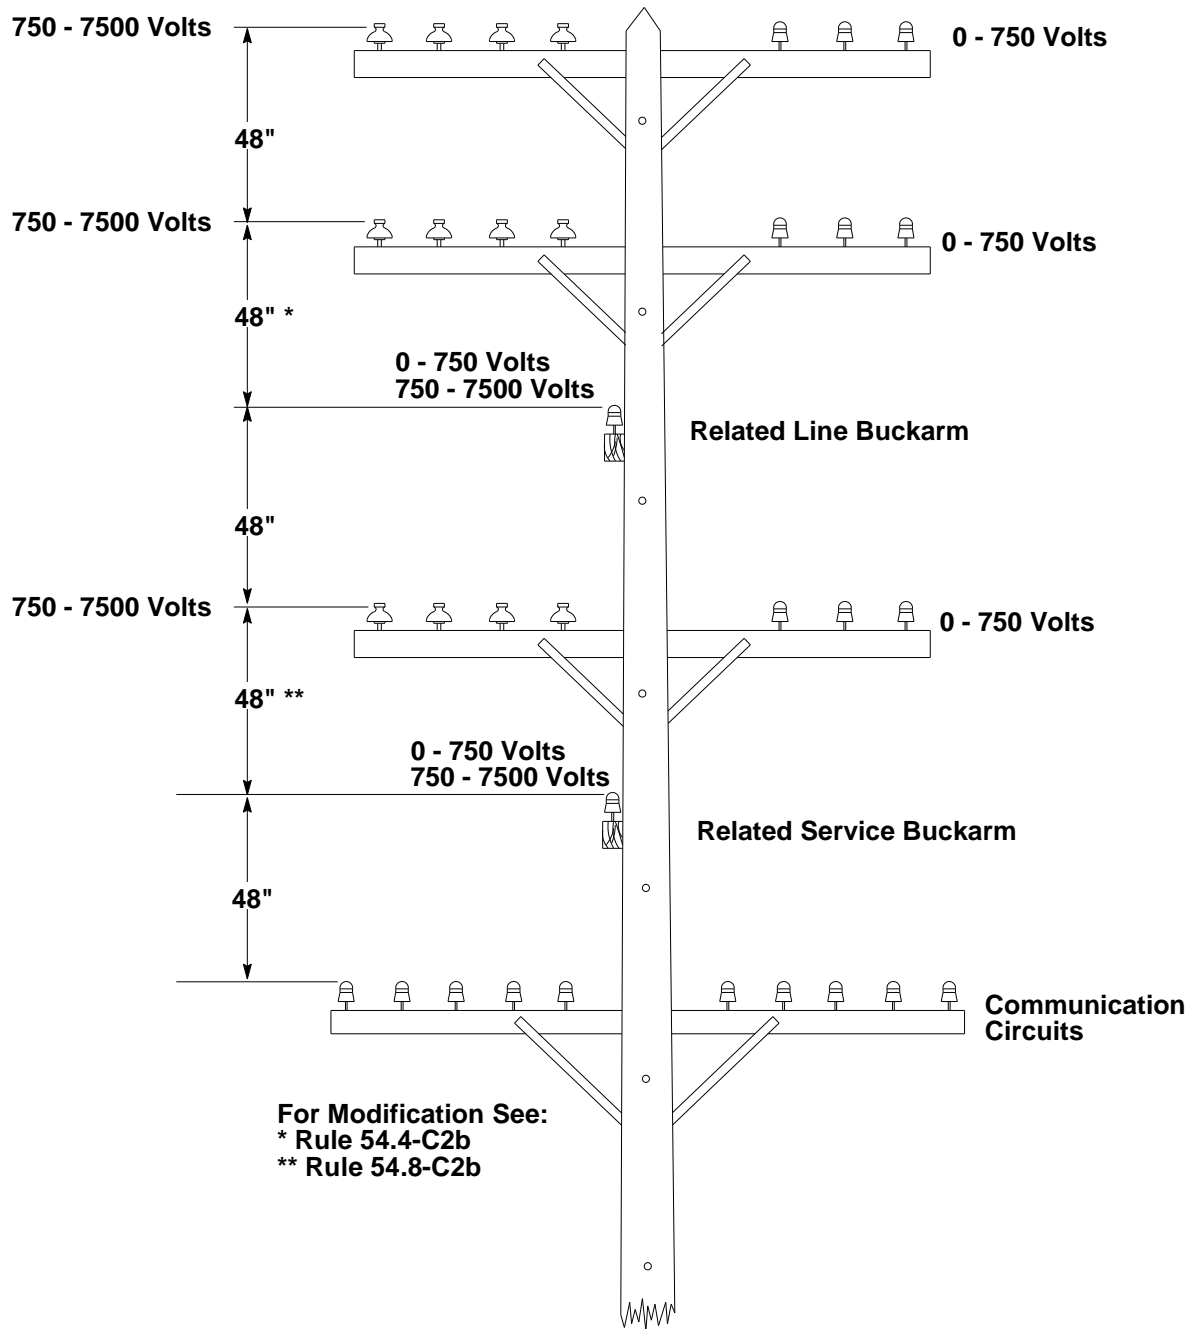 750 - 7500 Volts
0 - 750 Volts
48"
750 - 7500 Volts
0 - 750 Volts
48" *
0 - 750 Volts
750 - 7500 Volts
Related Line Buckarm
48"
750 - 7500 Volts
0 - 750 Volts
48" **
0 - 750 Volts
750 - 7500 Volts
Related Service Buckarm
48"
Communication
Circuits
For Modification See:
* Rule 54.4-C2b
** Rule 54.8-C2b